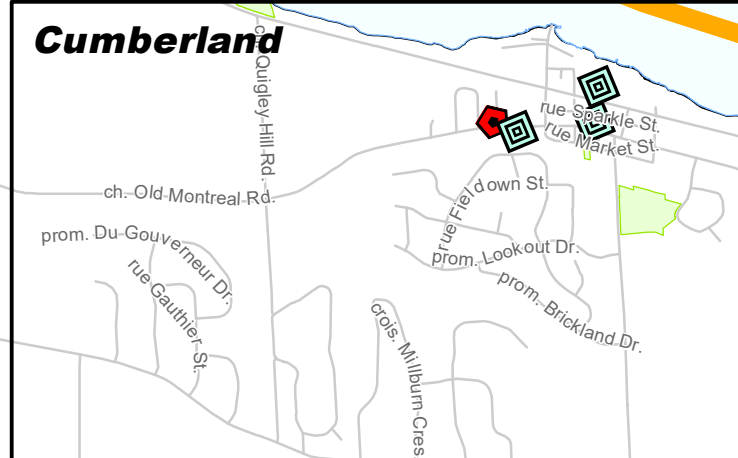 Cumberland
ch. Quigley Hill Rd.
rue Sparkle St.
rue Market St.
ch. Old Montreal Rd.
rue Fieldown St.
prom. Du Gouverneur Dr.
prom. Lookout Dr.
rue Gauthier St.
prom. Brickland Dr.
crois. Millburn Cres.